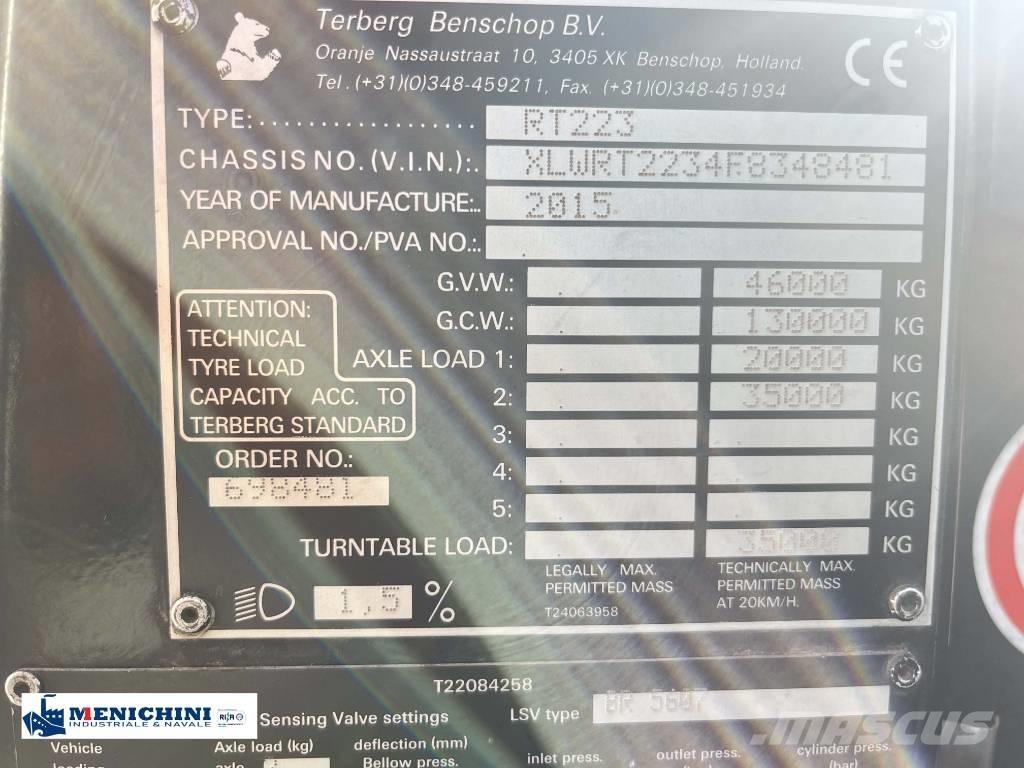 Terberg Benschop B.V.
Oranje Nassaustraat 10, 3405 XK Benschop, Holland.
Tel.(+31)(0)348-459211, Fax. (+31)(0)348-451934
CE
TYPE:.................. RT223
CHASSIS NO. (V.I.N.):. XLWRT2234F8348481
YEAR OF MANUFACTURE:.. 2015
APPROVAL NO./PVA NO.:.
G.V.W.: 46000 KG
G.C.W.: 130000 KG
AXLE LOAD 1: 20000 KG
2: 35000 KG
3: KG
4: KG
5: KG
TURNTABLE LOAD: 35000 KG
ATTENTION:
TECHNICAL
TYRE LOAD
CAPACITY ACC. TO
TERBERG STANDARD
ORDER NO.:
698481
LEGALLY MAX.
PERMITTED MASS
T24063958
TECHNICALLY MAX.
PERMITTED MASS
AT 20KM/H.
1,5 %
T22084258
Sensing Valve settings
LSV type BR 5607
Vehicle
Axle load (kg)
axle
deflection (mm)
Bellow press.
inlet press.
outlet press.
cylinder press.
(bar)
MENICHINI
INDUSTRIALE & NAVALE
MASCUS